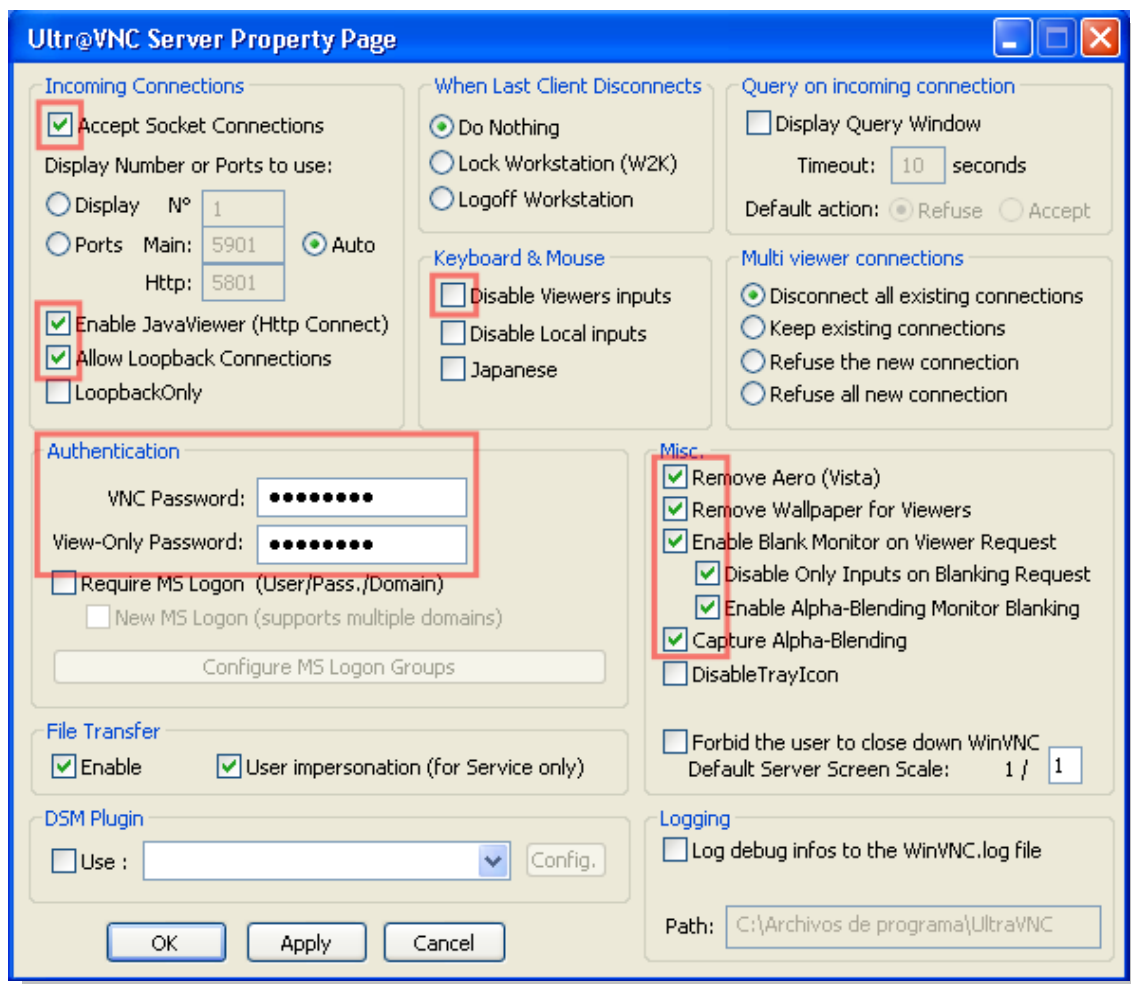 Ultr@VNC Server Property Page
Incoming Connections
Accept Socket Connections
Display Number or Ports to use:
Display Nº 1
Ports Main: 5901 Auto
Http: 5801
Enable JavaViewer (Http Connect)
Allow Loopback Connections
LoopbackOnly
When Last Client Disconnects
Do Nothing
Lock Workstation (W2K)
Logoff Workstation
Keyboard & Mouse
Disable Viewers inputs
Disable Local inputs
Japanese
Query on incoming connection
Display Query Window
Timeout: 10 seconds
Default action: Refuse Accept
Multi viewer connections
Disconnect all existing connections
Keep existing connections
Refuse the new connection
Refuse all new connection
Authentication
VNC Password: ●●●●●●●●
View-Only Password: ●●●●●●●●
Require MS Logon (User/Pass./Domain)
New MS Logon (supports multiple domains)
Configure MS Logon Groups
Misc.
Remove Aero (Vista)
Remove Wallpaper for Viewers
Enable Blank Monitor on Viewer Request
Disable Only Inputs on Blanking Request
Enable Alpha-Blending Monitor Blanking
Capture Alpha-Blending
DisableTrayIcon
Forbid the user to close down WinVNC
Default Server Screen Scale: 1 / 1
File Transfer
Enable User impersonation (for Service only)
DSM Plugin
Use : Config.
Logging
Log debug infos to the WinVNC.log file
Path: C:\Archivos de programa\UltraVNC
OK Apply Cancel